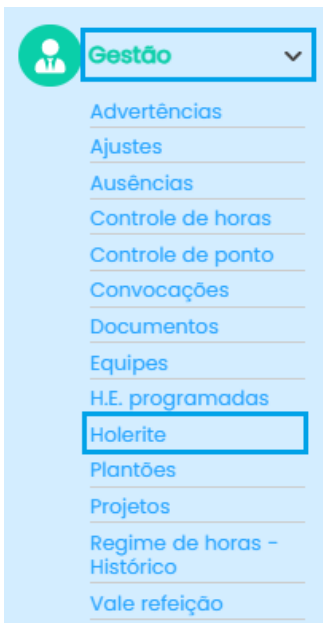 Gestão
Advertências
Ajustes
Ausências
Controle de horas
Controle de ponto
Convocações
Documentos
Equipes
H.E. programadas
Holerite
Plantões
Projetos
Regime de horas -
Histórico
Vale refeição